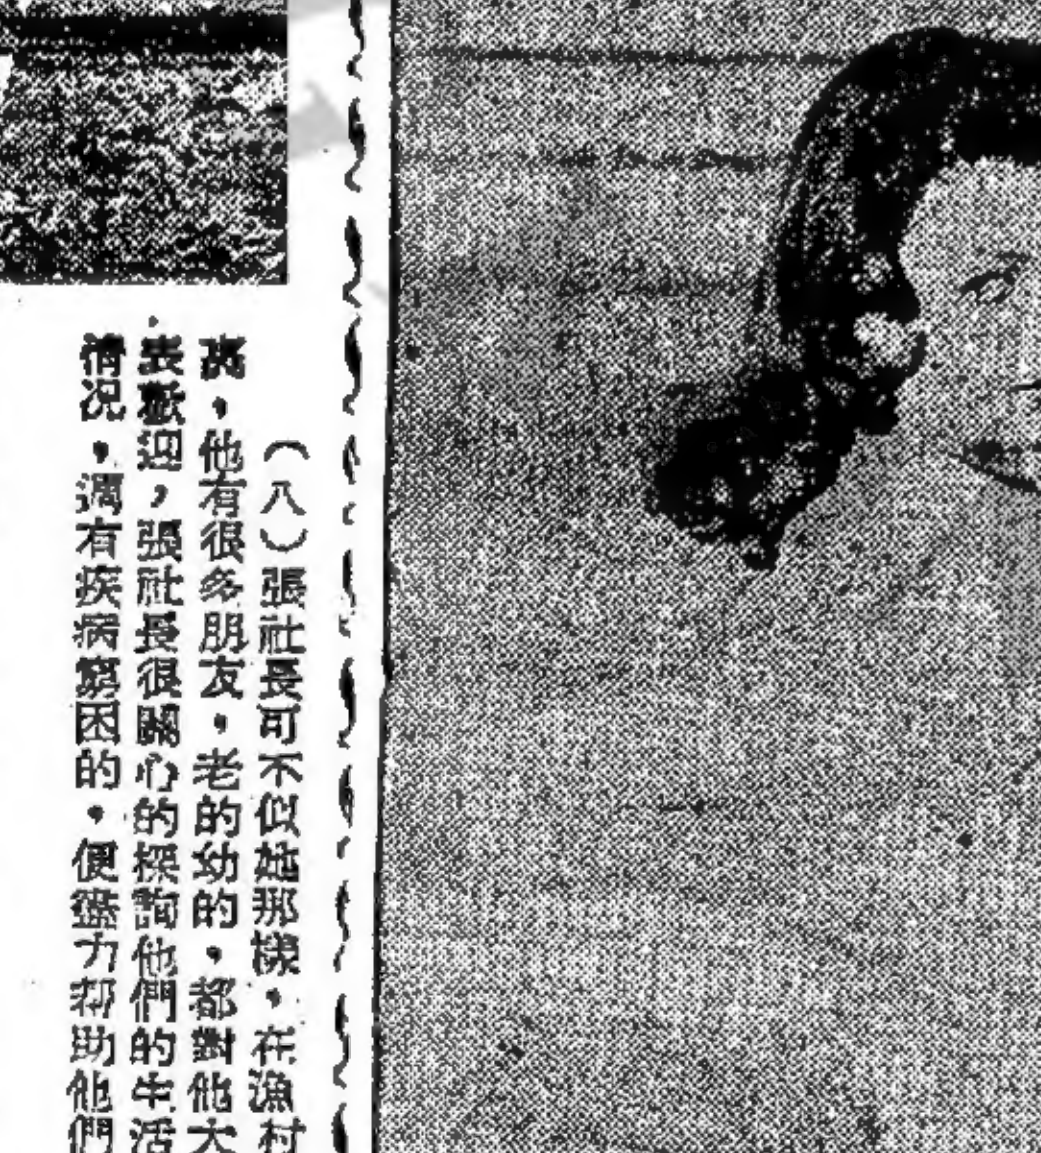 （八）張社長可不似她那樣，在漁村
裏，他有很多朋友，老的幼的，都對他大
表歡迎，張社長很關心的探詢他們的生活
情况，遇有疾病窮困的，便盡力帮助他們